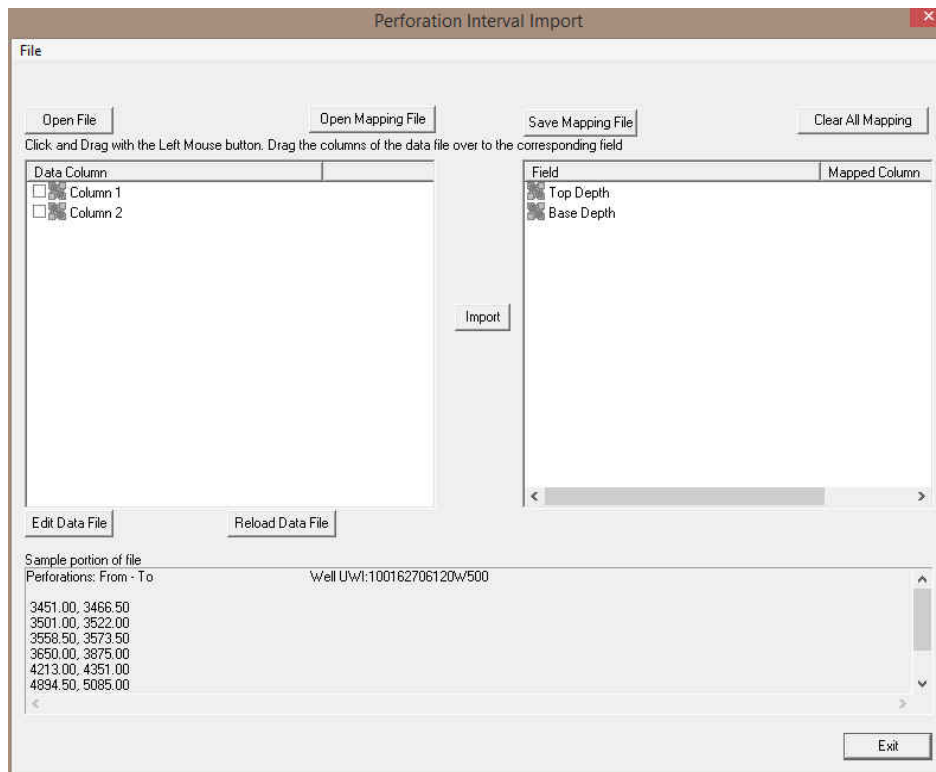 Perforation Interval Import
File
Open File
Open Mapping File
Save Mapping File
Clear All Mapping
Click and Drag with the Left Mouse button. Drag the columns of the data file over to the corresponding field
Data Column
Column 1
Column 2
Field Mapped Column
Top Depth
Base Depth
Import
Edit Data File
Reload Data File
Sample portion of file
Perforations: From - To Well UWI:100162706120W500
3451.00, 3466.50
3501.00, 3522.00
3558.50, 3573.50
3650.00, 3875.00
4213.00, 4351.00
4894.50, 5085.00
Exit